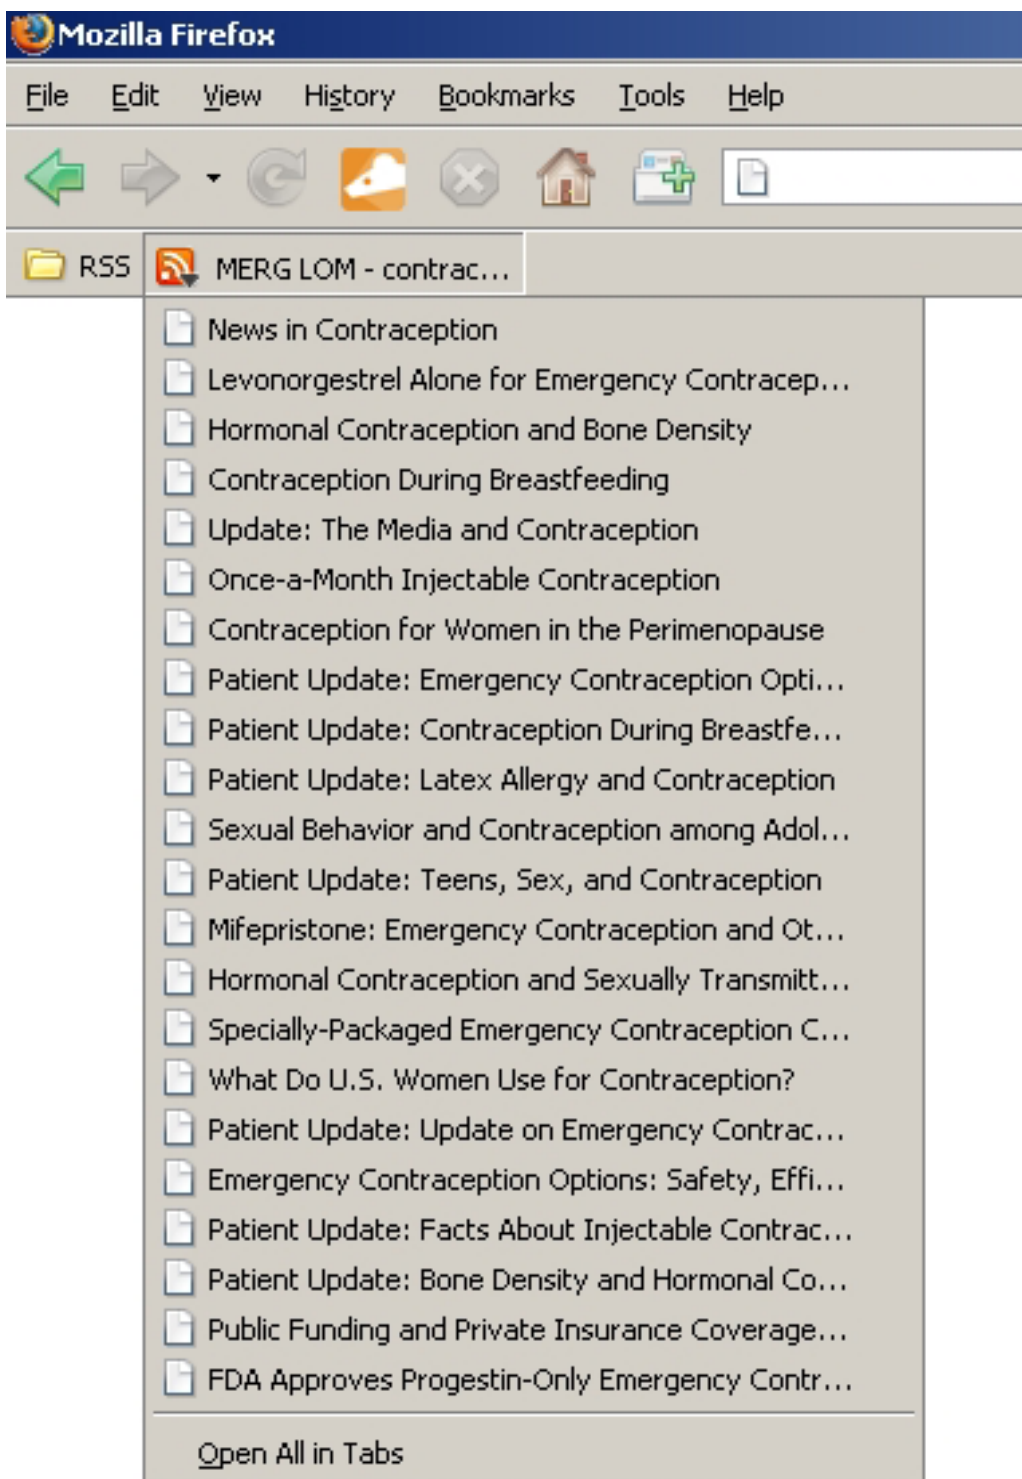 Mozilla Firefox
File Edit View History Bookmarks Tools Help
RSS MERG LOM - contrac...
News in Contraception
Levonorgestrel Alone for Emergency Contracep...
Hormonal Contraception and Bone Density
Contraception During Breastfeeding
Update: The Media and Contraception
Once-a-Month Injectable Contraception
Contraception for Women in the Perimenopause
Patient Update: Emergency Contraception Opti...
Patient Update: Contraception During Breastfe...
Patient Update: Latex Allergy and Contraception
Sexual Behavior and Contraception among Adol...
Patient Update: Teens, Sex, and Contraception
Mifepristone: Emergency Contraception and Ot...
Hormonal Contraception and Sexually Transmitt...
Specially-Packaged Emergency Contraception C...
What Do U.S. Women Use for Contraception?
Patient Update: Update on Emergency Contrac...
Emergency Contraception Options: Safety, Effi...
Patient Update: Facts About Injectable Contrac...
Patient Update: Bone Density and Hormonal Co...
Public Funding and Private Insurance Coverage...
FDA Approves Progestin-Only Emergency Contr...
Open All in Tabs